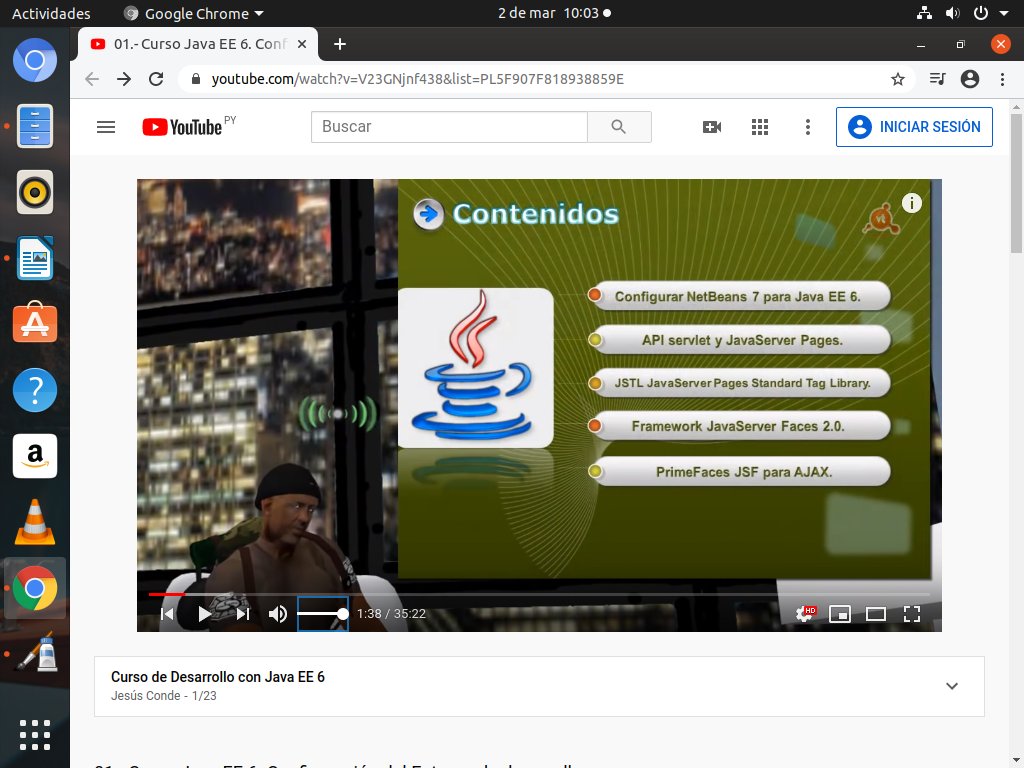 Actividades
Google Chrome
2 de mar 10:03
01.- Curso Java EE 6. Conf
youtube.com/watch?v=V23GNjnf438&list=PL5F907F818938859E
YouTube PY
Buscar
INICIAR SESIÓN
Contenidos
Configurar NetBeans 7 para Java EE 6.
API servlet y JavaServer Pages.
JSTL JavaServer Pages Standard Tag Library.
Framework JavaServer Faces 2.0.
PrimeFaces JSF para AJAX.
1:38 / 35:22
HD
Curso de Desarrollo con Java EE 6
Jesús Conde - 1/23